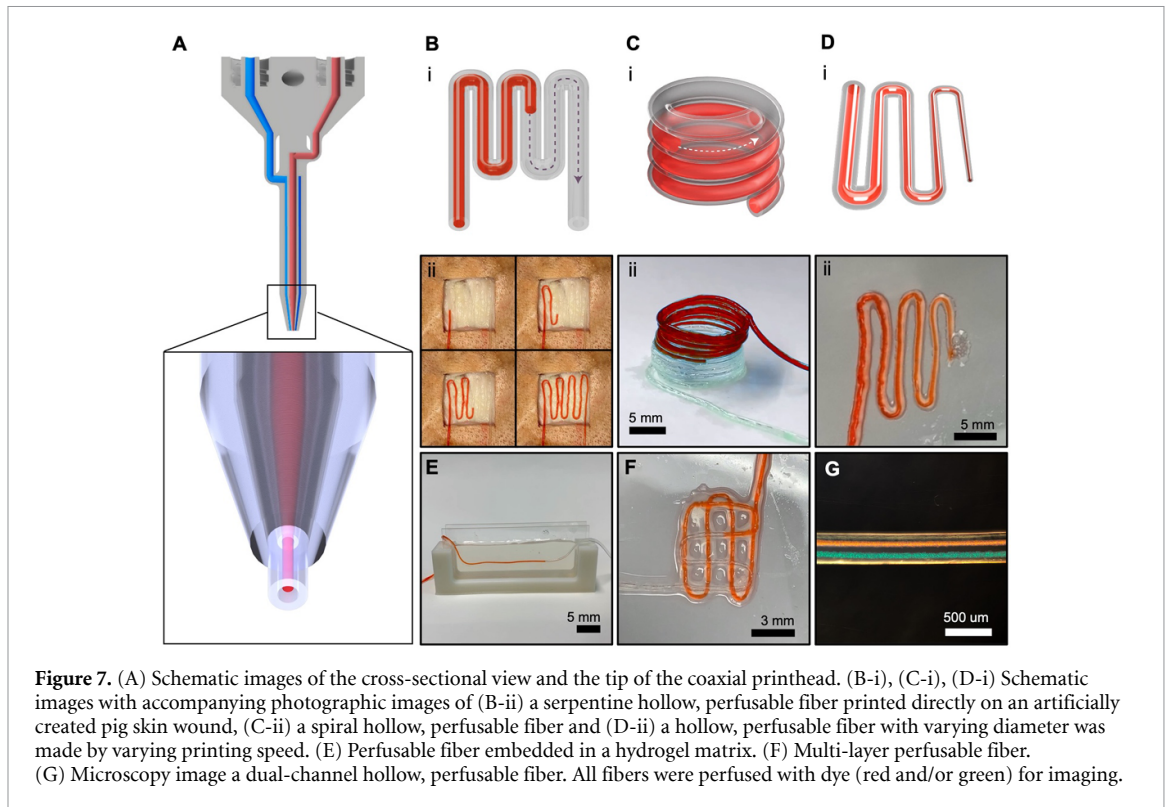 A
B
C
D
i
i
i
ii
ii
ii
5 mm
5 mm
E
F
G
5 mm
3 mm
500 um
Figure 7. (A) Schematic images of the cross-sectional view and the tip of the coaxial printhead. (B-i), (C-i), (D-i) Schematic
images with accompanying photographic images of (B-ii) a serpentine hollow, perfusable fiber printed directly on an artificially
created pig skin wound, (C-ii) a spiral hollow, perfusable fiber and (D-ii) a hollow, perfusable fiber with varying diameter was
made by varying printing speed. (E) Perfusable fiber embedded in a hydrogel matrix. (F) Multi-layer perfusable fiber.
(G) Microscopy image a dual-channel hollow, perfusable fiber. All fibers were perfused with dye (red and/or green) for imaging.